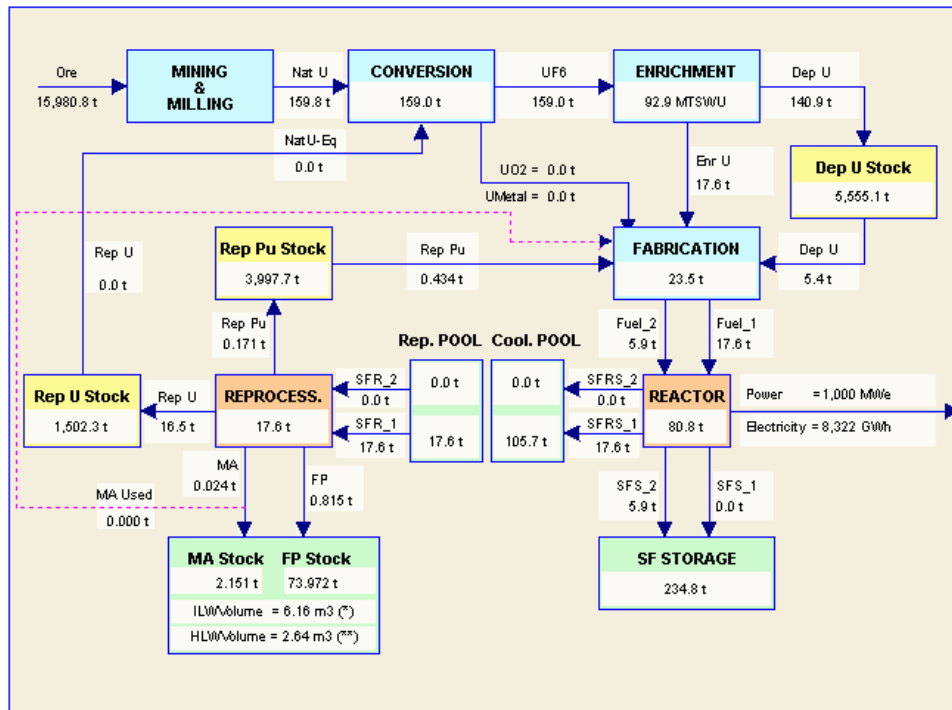 Ore
15,980.8 t
MINING
&
MILLING
Nat U
159.8 t
CONVERSION
159.0 t
UF6
159.0 t
ENRICHMENT
92.9 MTSWU
Dep U
140.9 t
NatU-Eq
0.0 t
UO2 = 0.0 t
UMetal = 0.0 t
Enr U
17.6 t
Dep U Stock
5,555.1 t
Rep U
0.0 t
Rep Pu Stock
3,997.7 t
Rep Pu
0.434 t
FABRICATION
23.5 t
Dep U
5.4 t
Rep Pu
0.171 t
Fuel_2
5.9 t
Fuel_1
17.6 t
Rep. POOL
Cool. POOL
Rep U Stock
1,502.3 t
Rep U
16.5 t
REPROCESS.
17.6 t
SFR_2
0.0 t
SFR_1
17.6 t
0.0 t
17.6 t
0.0 t
105.7 t
SFRS_2
0.0 t
SFRS_1
17.6 t
REACTOR
80.8 t
Power = 1,000 MWe
Electricity = 8,322 GWh
MA
0.024 t
FP
0.815 t
MA Used
0.000 t
SFS_2
5.9 t
SFS_1
0.0 t
MA Stock FP Stock
2.151 t 73.972 t
ILWVolume = 6.16 m3 (*)
HLWVolume = 2.64 m3 (**)
SF STORAGE
234.8 t